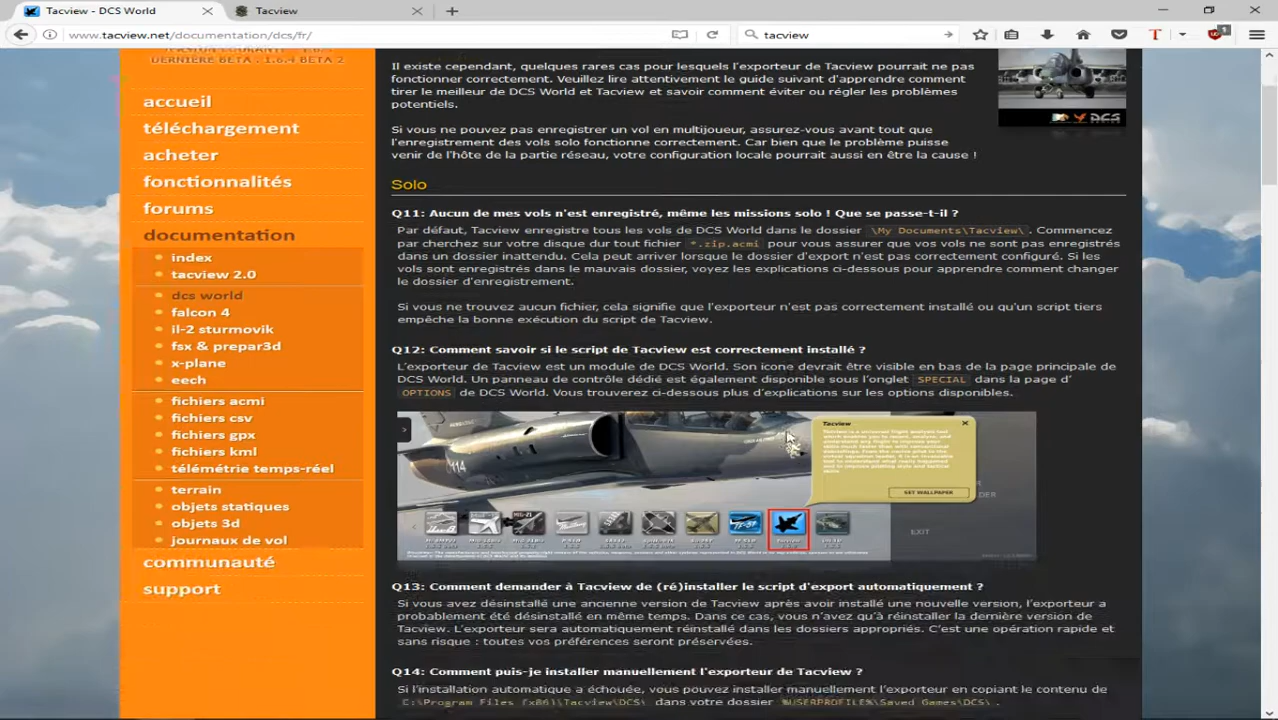 Tacview - DCS World
Tacview
www.tacview.net/documentation/dcs/fr/
tacview
1
DERNIÈRE BÊTA : 1.6.4 BETA 2
accueil
téléchargement
acheter
fonctionnalités
forums
documentation
index
tacview 2.0
dcs world
falcon 4
il-2 sturmovik
fsx & prepar3d
x-plane
eech
fichiers acmi
fichiers csv
fichiers gpx
fichiers kml
télémétrie temps-réel
terrain
objets statiques
objets 3d
journaux de vol
communauté
support
Il existe cependant, quelques rares cas pour lesquels l'exporteur de Tacview pourrait ne pas
fonctionner correctement. Veuillez lire attentivement le guide suivant d'apprendre comment
tirer le meilleur de DCS World et Tacview et savoir comment éviter ou régler les problèmes
potentiels.
Si vous ne pouvez pas enregistrer un vol en multijoueur, assurez-vous avant tout que
l'enregistrement des vols solo fonctionne correctement. Car bien que le problème puisse
venir de l'hôte de la partie réseau, votre configuration locale pourrait aussi en être la cause !
DCS
Solo
Q11: Aucun de mes vols n'est enregistré, même les missions solo ! Que se passe-t-il ?
Par défaut, Tacview enregistre tous les vols de DCS World dans le dossier \My Documents\Tacview\. Commencez
par cherchez sur votre disque dur tout fichier *.zip.acmi pour vous assurer que vos vols ne sont pas enregistrés
dans un dossier inattendu. Cela peut arriver lorsque le dossier d'export n'est pas correctement configuré. Si les
vols sont enregistrés dans le mauvais dossier, voyez les explications ci-dessous pour apprendre comment changer
le dossier d'enregistrement.
Si vous ne trouvez aucun fichier, cela signifie que l'exporteur n'est pas correctement installé ou qu'un script tiers
empêche la bonne exécution du script de Tacview.
Q12: Comment savoir si le script de Tacview est correctement installé ?
L'exporteur de Tacview est un module de DCS World. Son icone devrait être visible en bas de la page principale de
DCS World. Un panneau de contrôle dédié est également disponible sous l'onglet SPECIAL dans la page d'
OPTIONS de DCS World. Vous trouverez ci-dessous plus d'explications sur les options disponibles.
Tacview
SET WALLPAPER
EXIT
Q13: Comment demander à Tacview de (ré)installer le script d'export automatiquement ?
Si vous avez désinstallé une ancienne version de Tacview après avoir installé une nouvelle version, l'exporteur a
probablement été désinstallé en même temps. Dans ce cas, vous n'avez qu'à réinstaller la dernière version de
Tacview. L'exporteur sera automatiquement réinstallé dans les dossiers appropriés. C'est une opération rapide et
sans risque : toutes vos préférences seront préservées.
Q14: Comment puis-je installer manuellement l'exporteur de Tacview ?
Si l'installation automatique a échouée, vous pouvez installer manuellement l'exporteur en copiant le contenu de
C:\Program Files (x86)\Tacview\DCS\ dans votre dossier %USERPROFILE%\Saved Games\DCS\ .